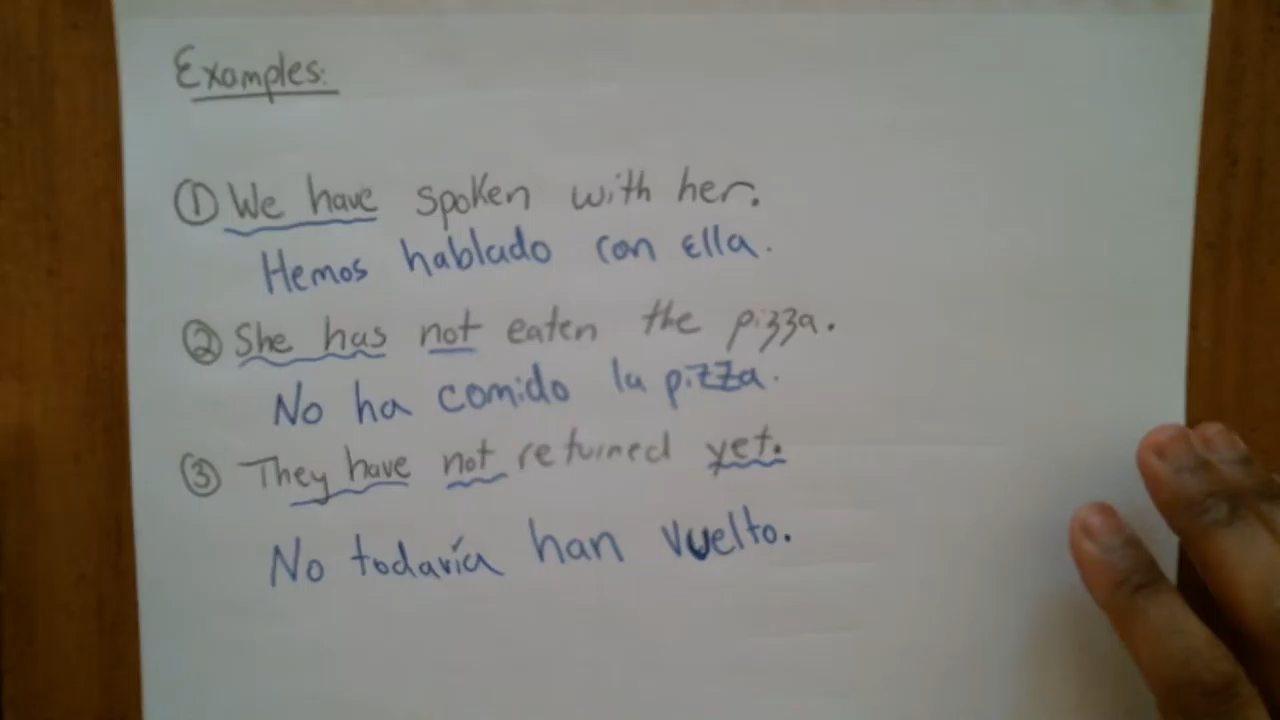 Examples:
① We have spoken with her.
Hemos hablado con ella.
② She has not eaten the pizza.
No ha comido la pizza.
③ They have not returned yet.
No todavía han vuelto.